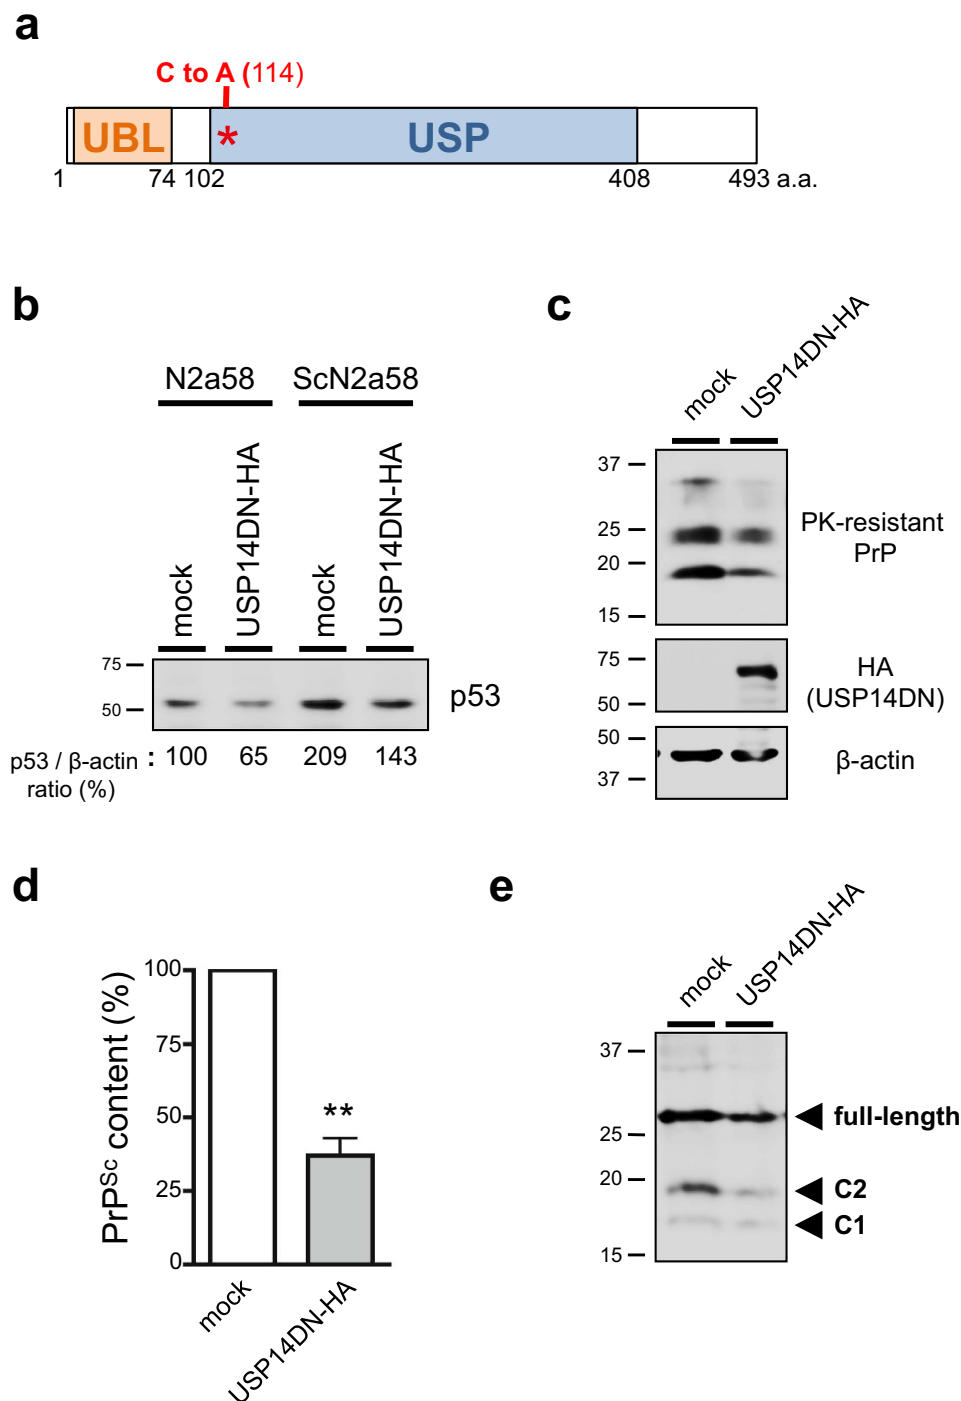 a
C to A (114)
UBL
*
USP
1 74 102 408 493 a.a.
b
N2a58 ScN2a58
mock USP14DN-HA mock USP14DN-HA
75
50
p53
p53 / β-actin : 100 65 209 143
ratio (%)
c
mock USP14DN-HA
37
25
20
15
PK-resistant
PrP
75
50
HA
(USP14DN)
50
37
β-actin
d
PrPSc content (%)
100
75
50
25
0
**
mock USP14DN-HA
e
mock USP14DN-HA
37
25
20
15
full-length
C2
C1